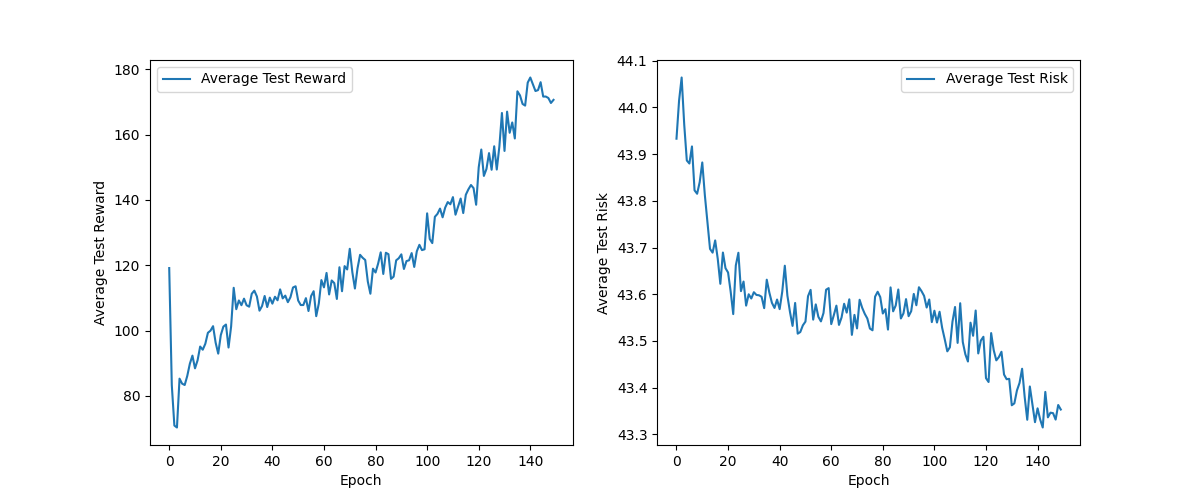 Average Test Reward
180
160
140
120
100
80
0 20 40 60 80 100 120 140
Epoch
Average Test Reward
Average Test Risk
44.1
44.0
43.9
43.8
43.7
43.6
43.5
43.4
43.3
0 20 40 60 80 100 120 140
Epoch
Average Test Risk